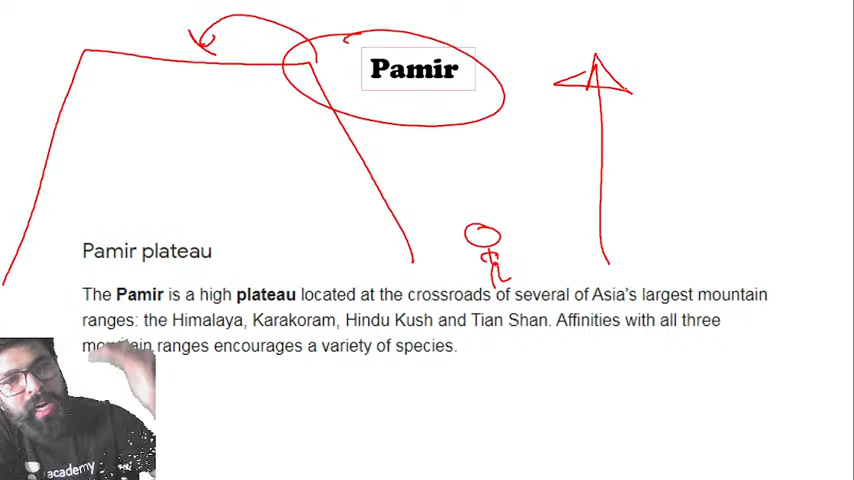 Pamir
Pamir plateau
The Pamir is a high plateau located at the crossroads of several of Asia's largest mountain
ranges: the Himalaya, Karakoram, Hindu Kush and Tian Shan. Affinities with all three
mountain ranges encourages a variety of species.
academy